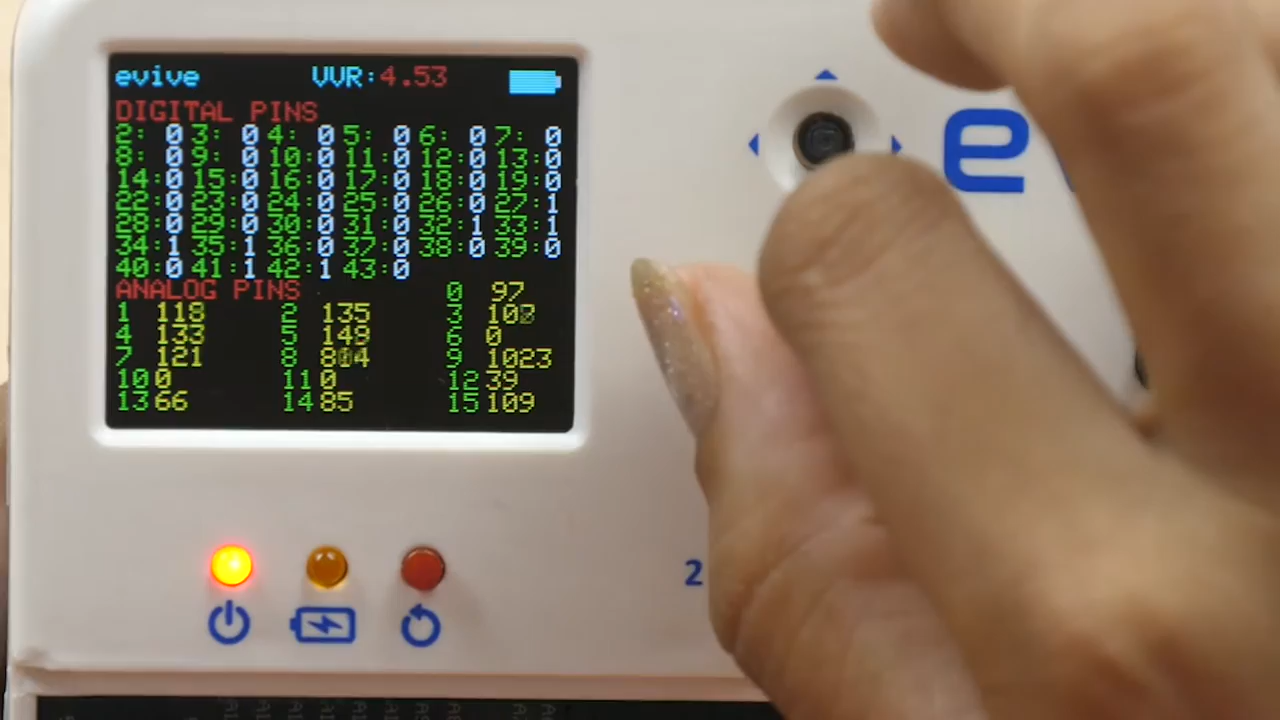 evive VVR:4.53
DIGITAL PINS
2: 0 3: 0 4: 0 5: 0 6: 0 7: 0
8: 0 9: 0 10:0 11:0 12:0 13:0
14:0 15:0 16:0 17:0 18:0 19:0
22:0 23:0 24:0 25:0 26:0 27:1
28:0 29:0 30:0 31:0 32:1 33:1
34:1 35:1 36:0 37:0 38:0 39:0
40:0 41:1 42:1 43:0
ANALOG PINS 0 97
1 118 2 135 3
4 133 5 149 6 0
7 121 8 9 1023
10 0 11 0 12 39
13 66 14 85 15 109
e
2